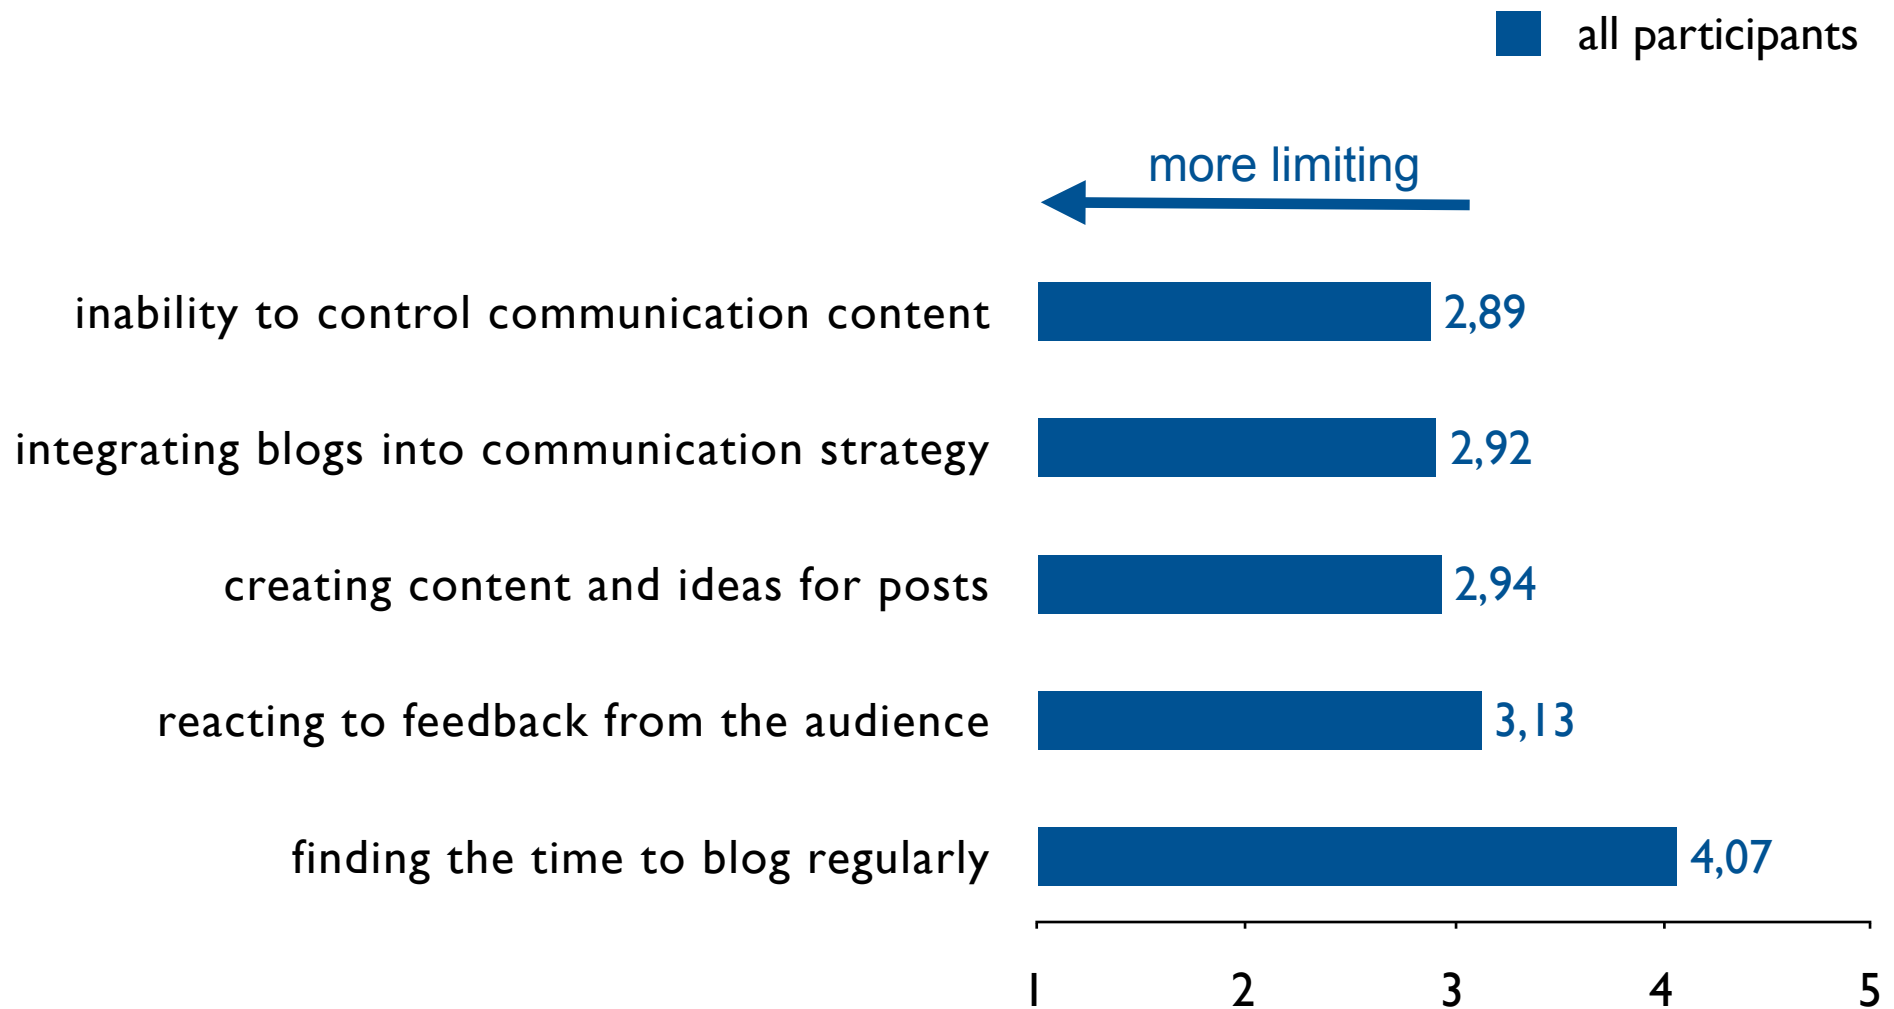 all participants
more limiting
inability to control communication content 2,89
integrating blogs into communication strategy 2,92
creating content and ideas for posts 2,94
reacting to feedback from the audience 3,13
finding the time to blog regularly 4,07
1 2 3 4 5